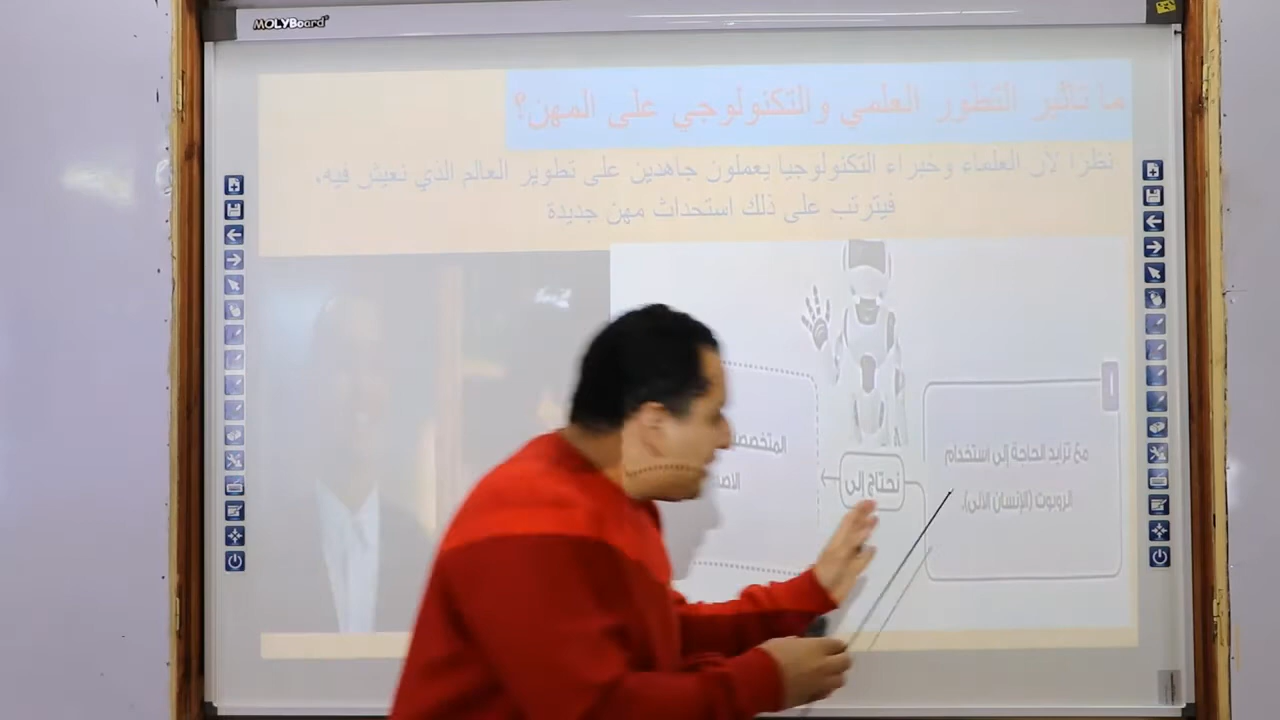 MOLYBoard
ما تأثير التطور العلمي والتكنولوجي على المهن؟
نظرا لأن العلماء وخبراء التكنولوجيا يعملون جاهدين على تطوير العالم الذي نعيش فيه،
فيترتب على ذلك استحداث مهن جديدة
مع تزايد الحاجة إلى استخدام
الروبوت (الإنسان الآلي).
نحتاج إلى